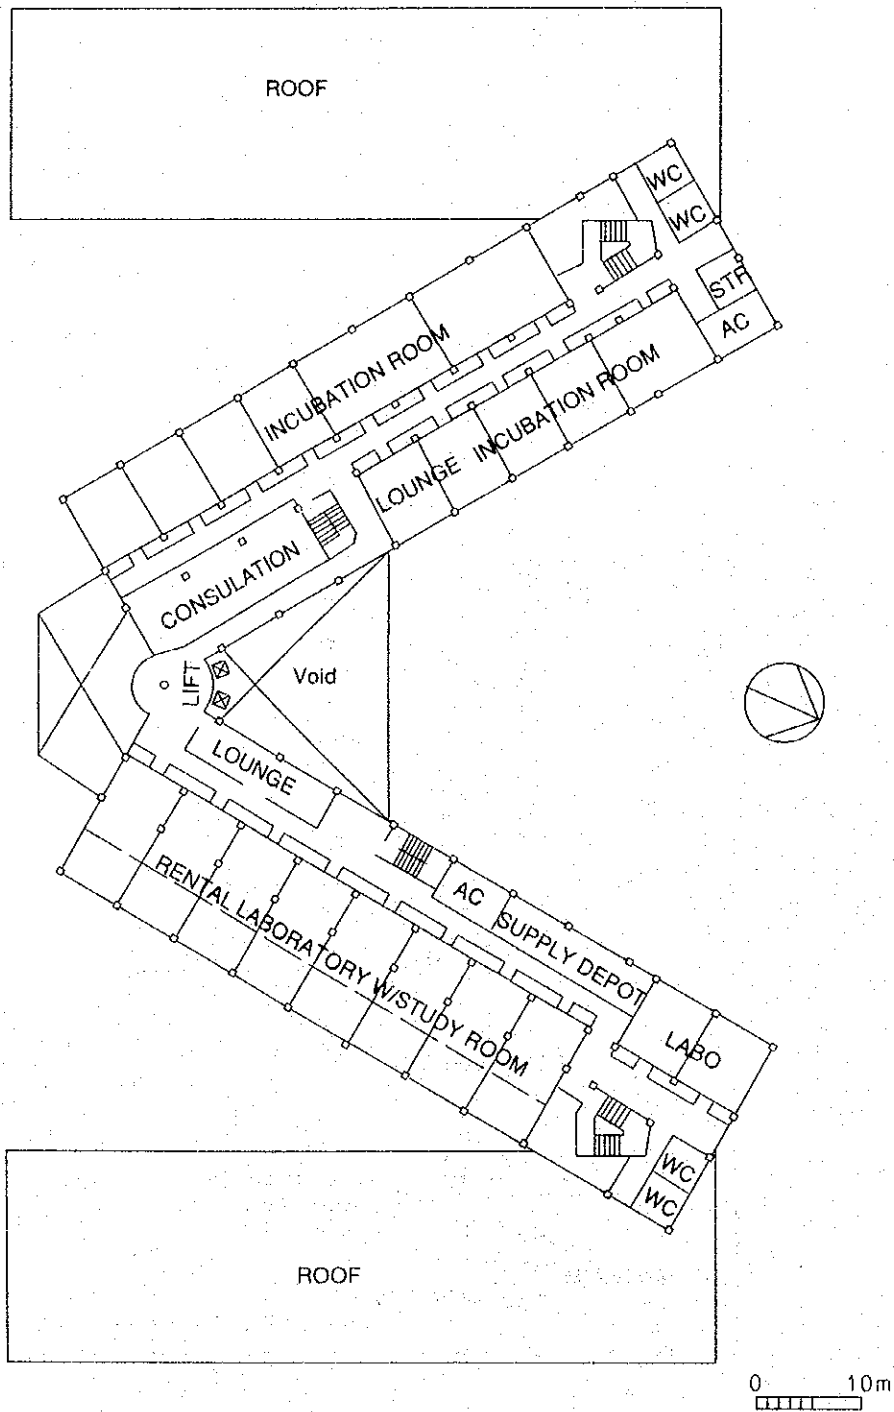 ROOF
WC
WC
STR
AC
INCUBATION ROOM
INCUBATION ROOM
LOUNGE
CONSULATION
LIFT
Void
LOUNGE
AC
SUPPLY DEPOT
RENTAL LABORATORY W/STUDY ROOM
LABO
WC
WC
ROOF
0 10m